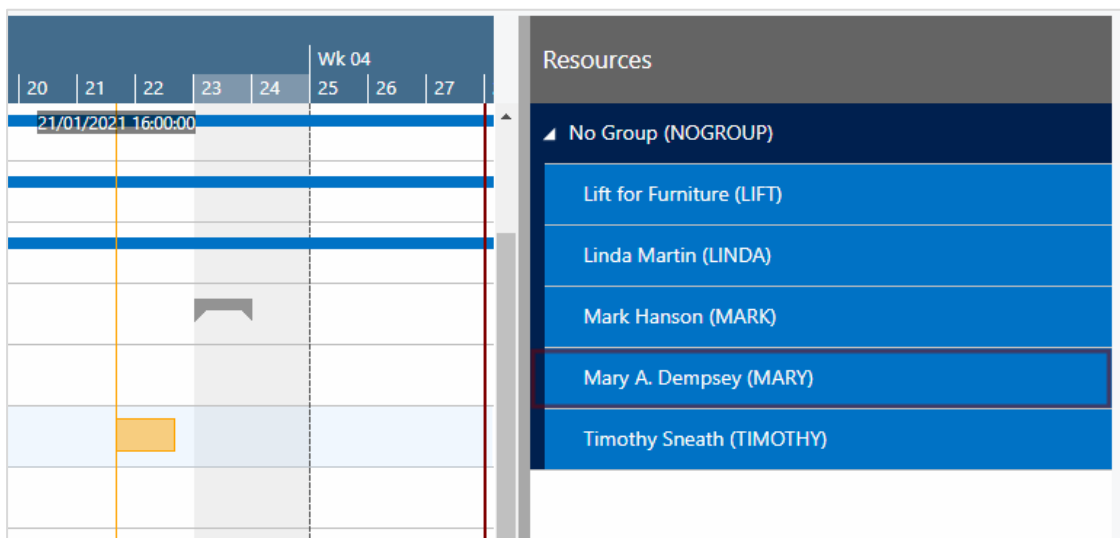 Wk 04
20 21 22 23 24 25 26 27
21/01/2021 16:00:00
Resources
No Group (NOGROUP)
Lift for Furniture (LIFT)
Linda Martin (LINDA)
Mark Hanson (MARK)
Mary A. Dempsey (MARY)
Timothy Sneath (TIMOTHY)